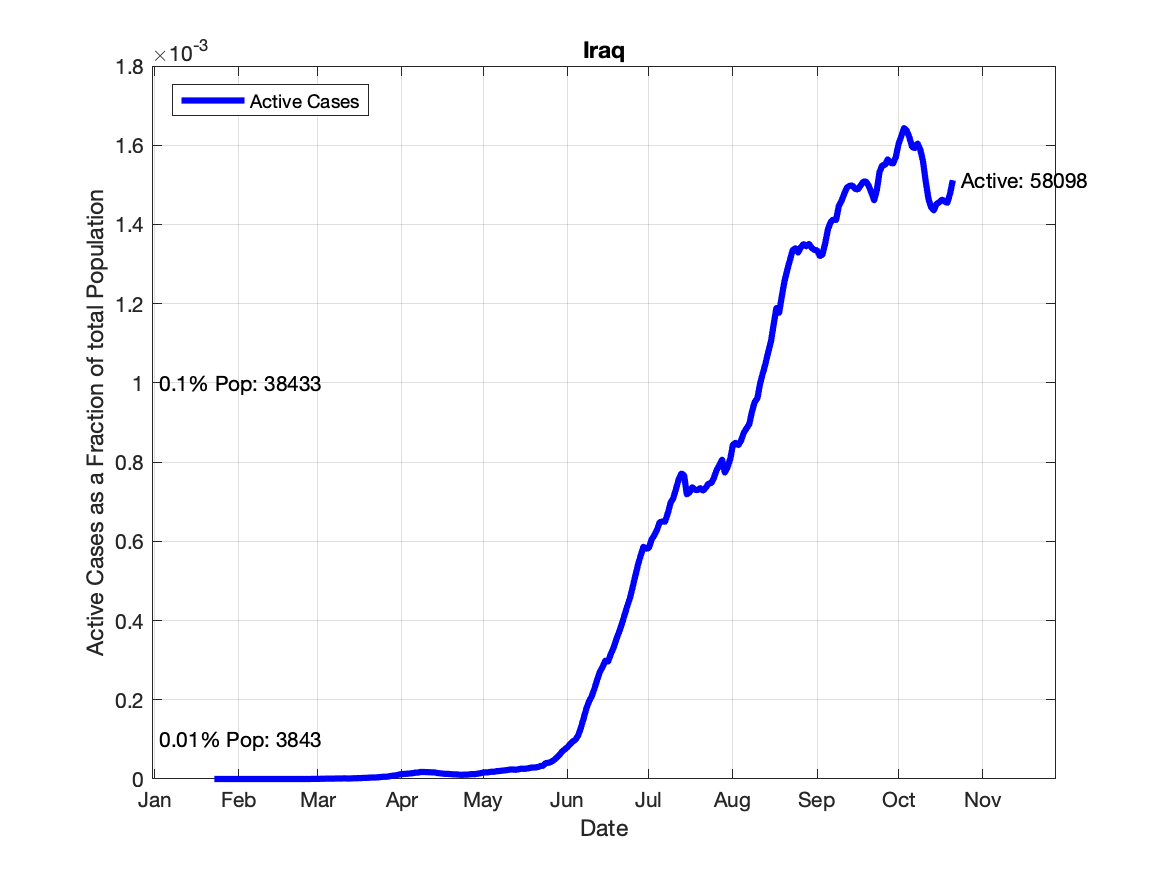 Iraq
×10-3
1.8
1.6
1.4
1.2
1
0.8
0.6
0.4
0.2
0
Active Cases
Active: 58098
0.1% Pop: 38433
0.01% Pop: 3843
Active Cases as a Fraction of total Population
Jan Feb Mar Apr May Jun Jul Aug Sep Oct Nov
Date